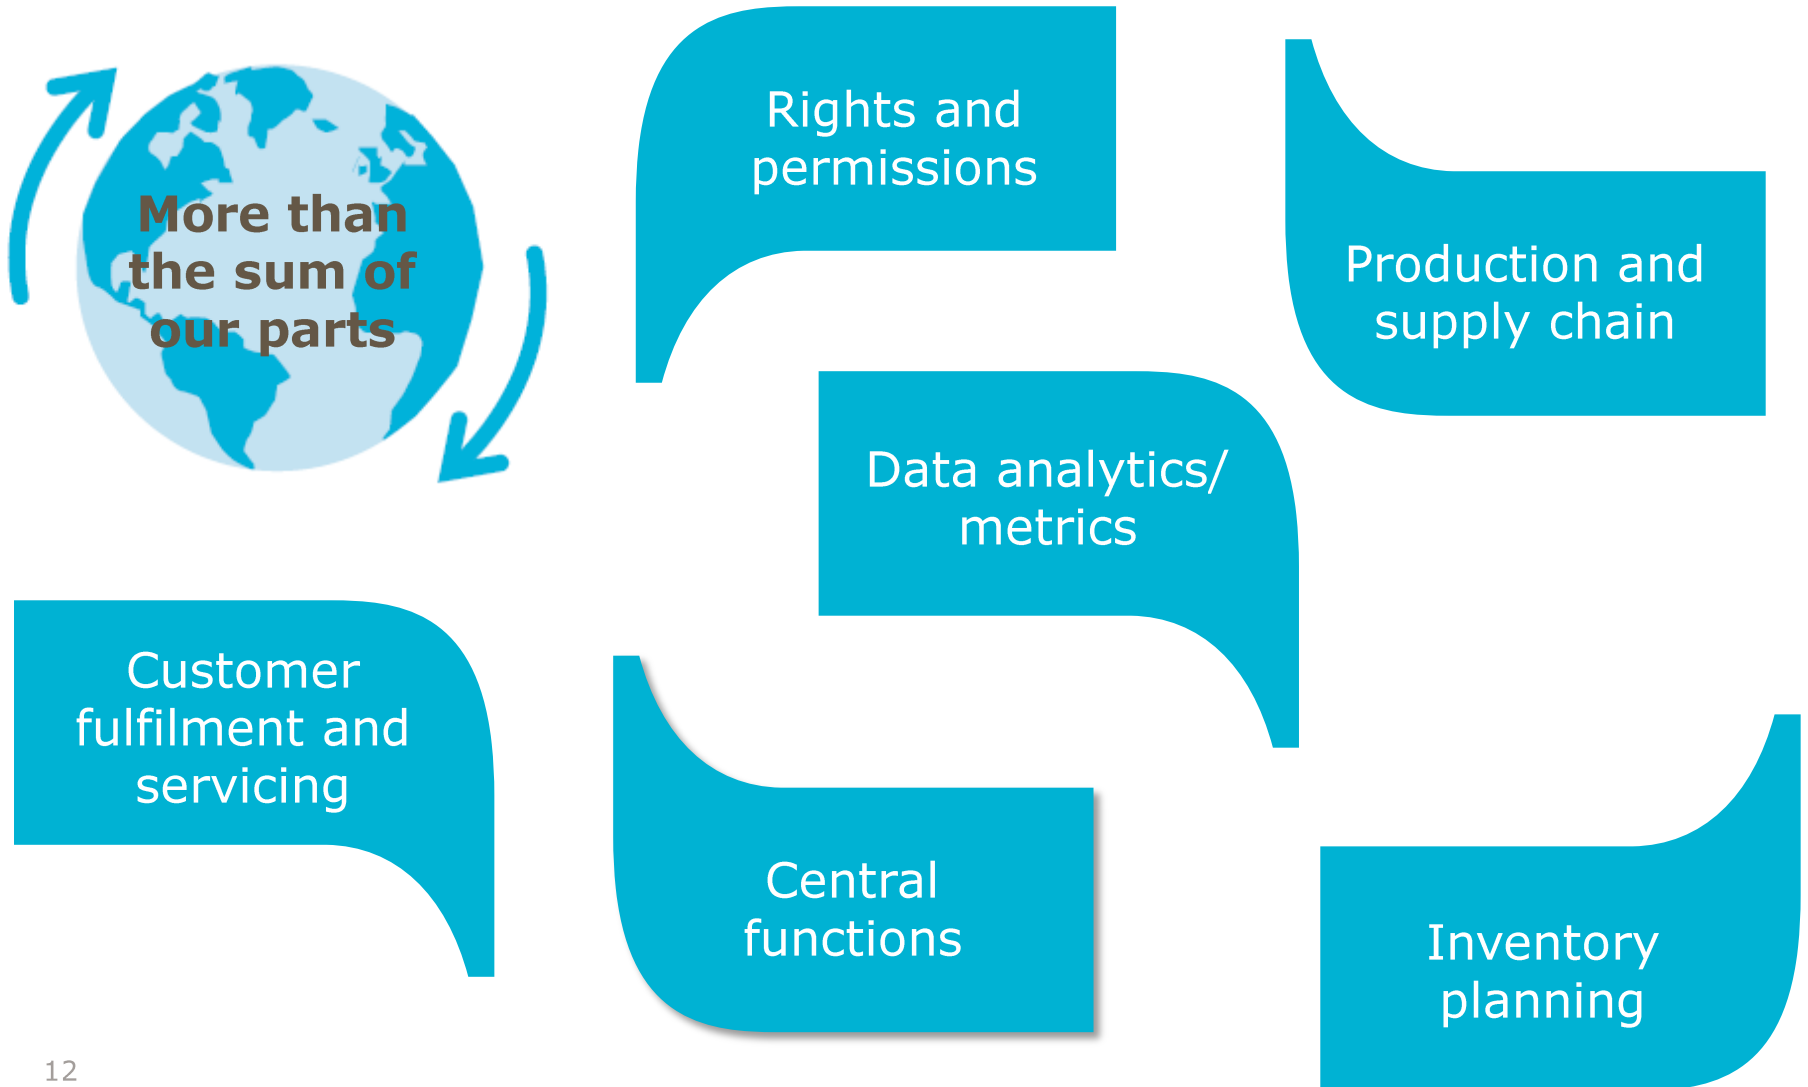 More than
the sum of
our parts
Rights and
permissions
Production and
supply chain
Data analytics/
metrics
Customer
fulfilment and
servicing
Central
functions
Inventory
planning
12